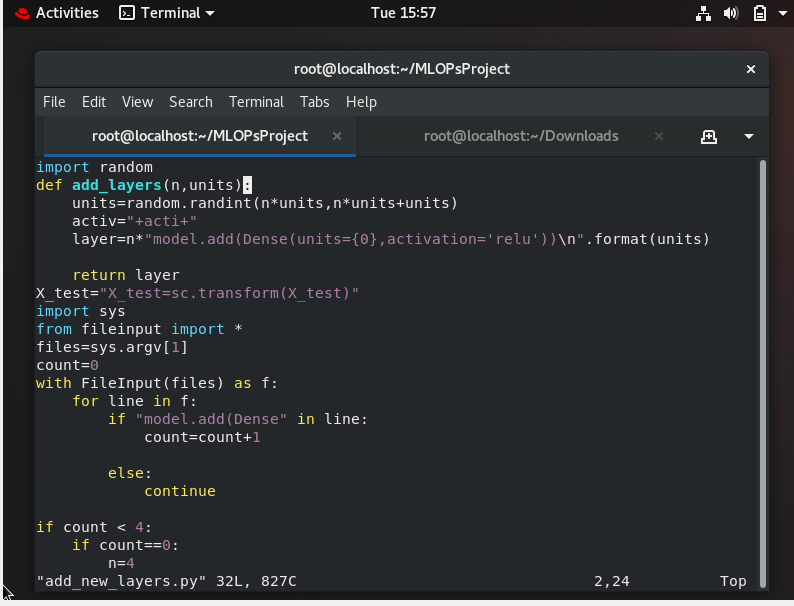 Activities Terminal Tue 15:57
root@localhost:~/MLOPsProject
File Edit View Search Terminal Tabs Help
root@localhost:~/MLOPsProject root@localhost:~/Downloads
import random
def add_layers(n,units):
    units=random.randint(n*units,n*units+units)
    activ="+acti+"
    layer=n*"model.add(Dense(units={0},activation='relu'))\n".format(units)
    return layer
X_test="X_test=sc.transform(X_test)"
import sys
from fileinput import *
files=sys.argv[1]
count=0
with FileInput(files) as f:
    for line in f:
        if "model.add(Dense" in line:
            count=count+1
        else:
            continue
if count < 4:
    if count==0:
        n=4
"add_new_layers.py" 32L, 827C 2,24 Top